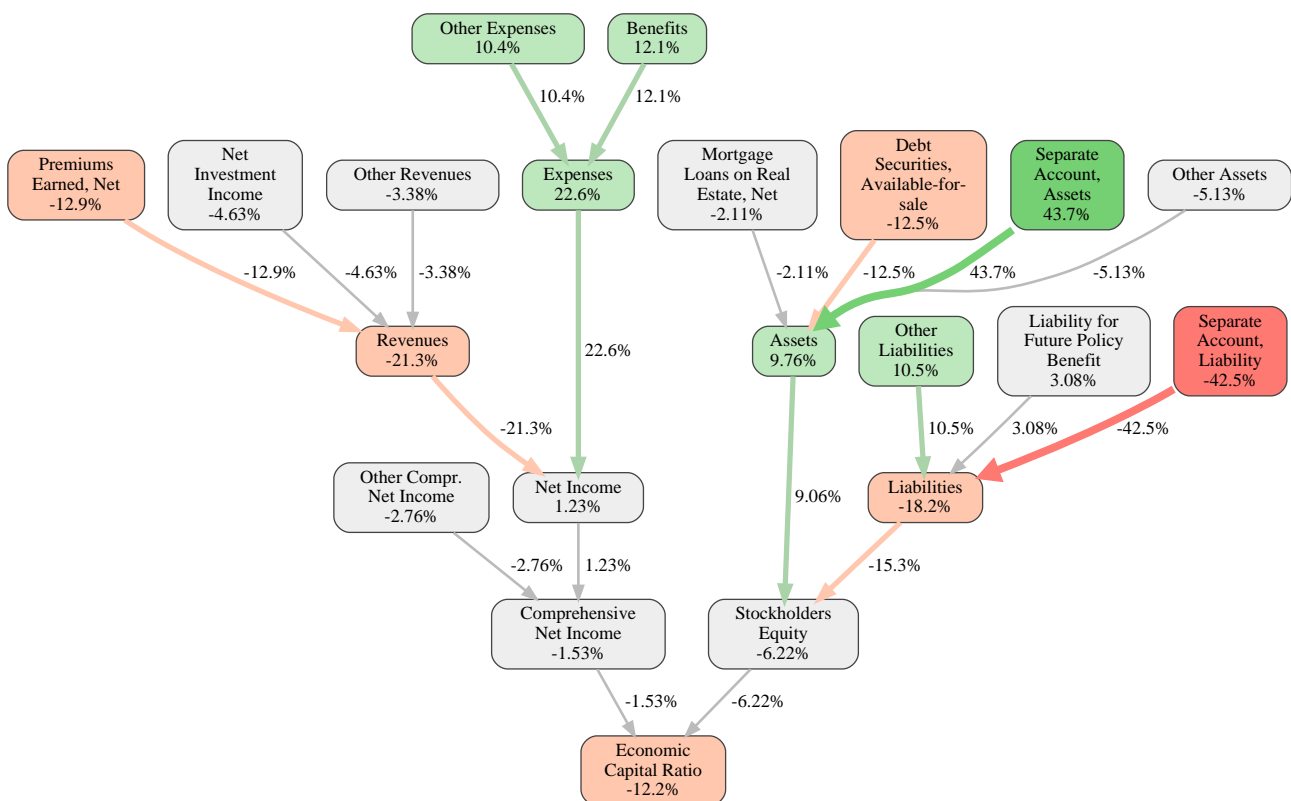 Other Expenses
10.4%
Benefits
12.1%
10.4%
12.1%
Premiums
Earned, Net
-12.9%
Net
Investment
Income
-4.63%
Other Revenues
-3.38%
Expenses
22.6%
Mortgage
Loans on Real
Estate, Net
-2.11%
Debt
Securities,
Available-for-
sale
-12.5%
Separate
Account,
Assets
43.7%
Other Assets
-5.13%
-12.9%
-4.63%
-3.38%
-2.11%
-12.5%
43.7%
-5.13%
Revenues
-21.3%
22.6%
Assets
9.76%
Other
Liabilities
10.5%
Liability for
Future Policy
Benefit
3.08%
Separate
Account,
Liability
-42.5%
-21.3%
10.5%
3.08%
-42.5%
Other Compr.
Net Income
-2.76%
Net Income
1.23%
9.06%
Liabilities
-18.2%
-2.76%
1.23%
-15.3%
Comprehensive
Net Income
-1.53%
Stockholders
Equity
-6.22%
-1.53%
-6.22%
Economic
Capital Ratio
-12.2%